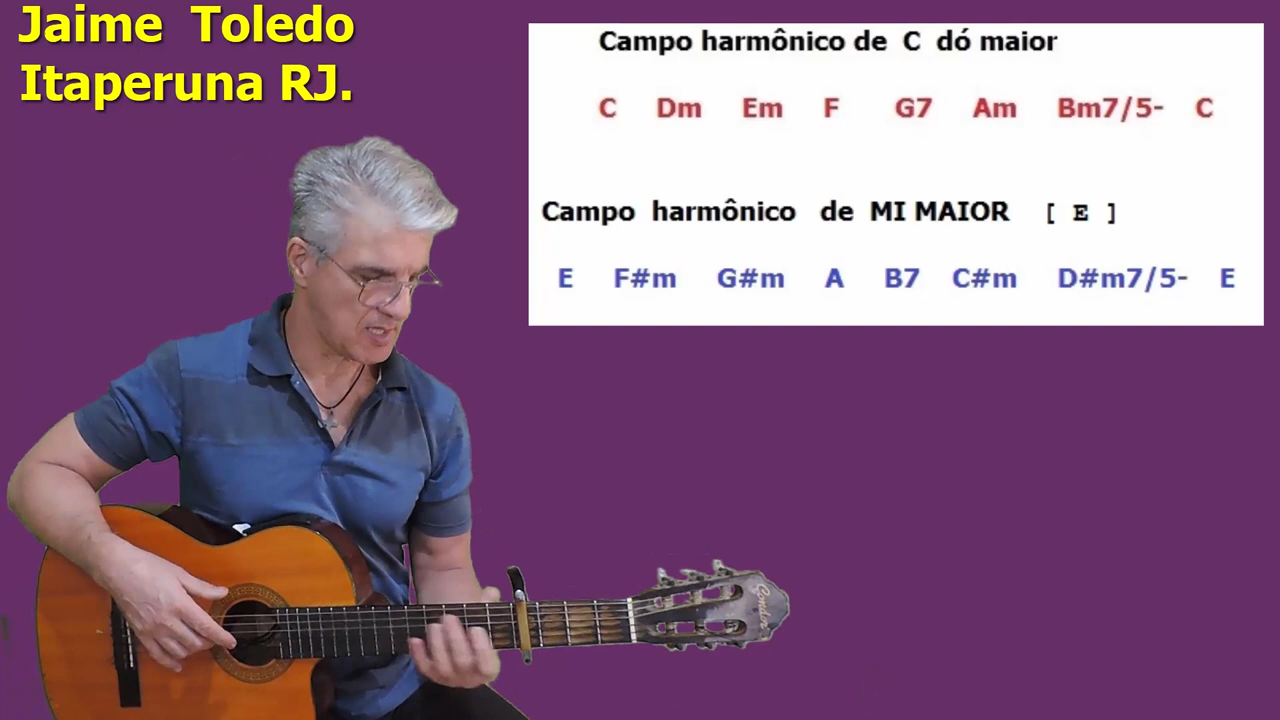 Jaime Toledo
Itaperuna RJ.
Campo harmônico de C dó maior
C Dm Em F G7 Am Bm7/5- C
Campo harmônico de MI MAIOR [ E ]
E F#m G#m A B7 C#m D#m7/5- E
Condor